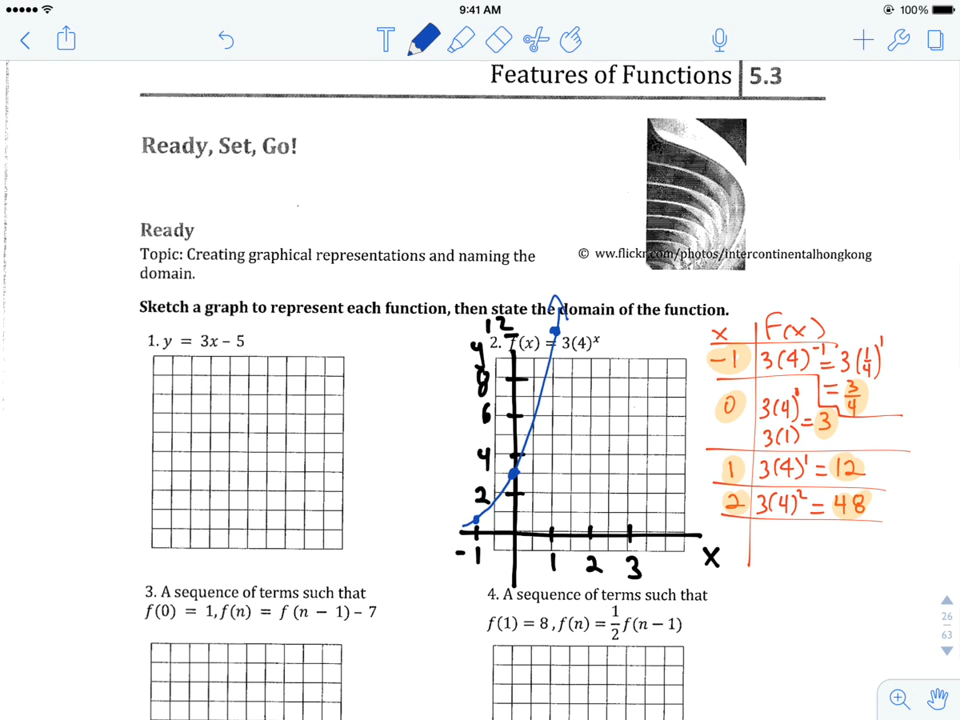 9:41 AM
100%
T
Features of Functions 5.3
Ready, Set, Go!
Ready
Topic: Creating graphical representations and naming the
domain.
© www.flickr.com/photos/intercontinentalhongkong
Sketch a graph to represent each function, then state the domain of the function.
1. y = 3x – 5
2. f(x) = 3(4)ˣ
12
y
8
6
4
2
-1 1 2 3 x
x F(x)
-1 3(4)⁻¹ = 3(1/4)¹
= 3/4
0 3(4)⁰
3(1) = 3
1 3(4)¹ = 12
2 3(4)² = 48
3. A sequence of terms such that
f(0) = 1, f(n) = f(n − 1) – 7
4. A sequence of terms such that
f(1) = 8, f(n) = 1/2 f(n − 1)
26
63